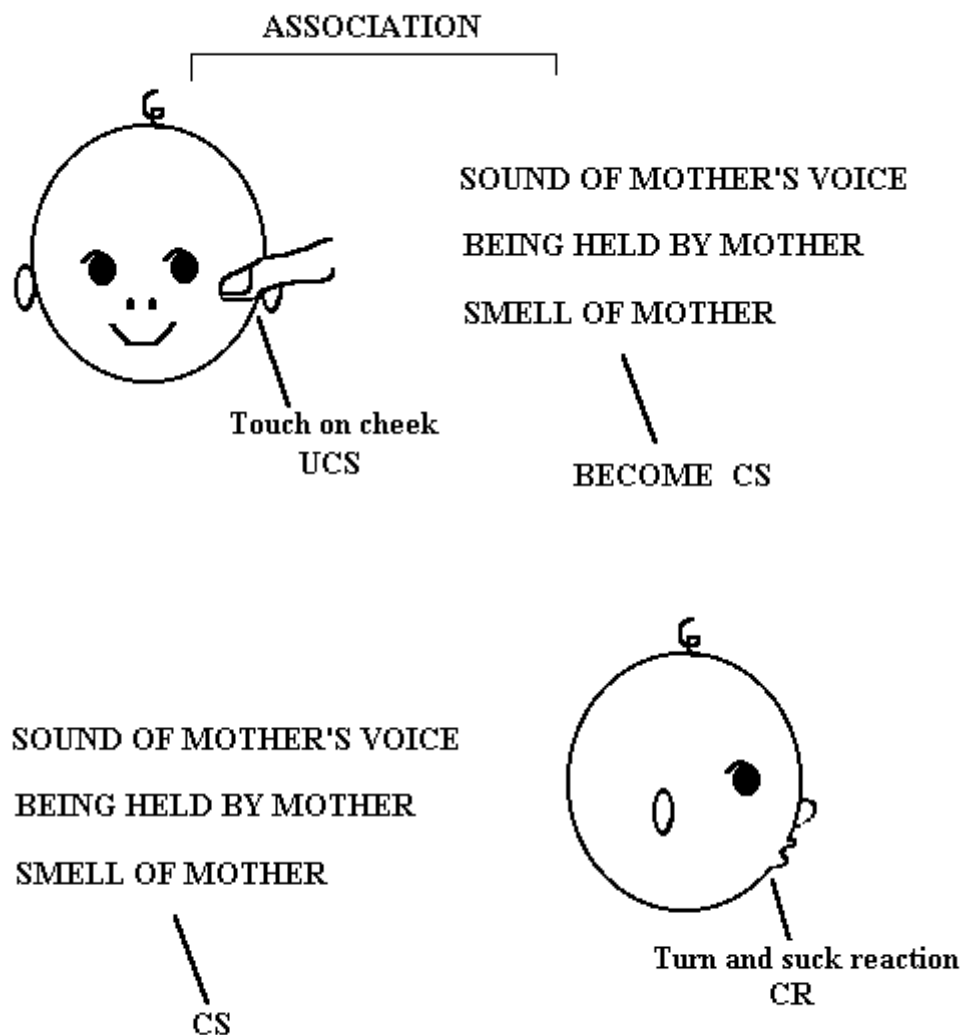 ASSOCIATION
SOUND OF MOTHER'S VOICE
BEING HELD BY MOTHER
SMELL OF MOTHER
Touch on cheek
UCS
BECOME CS
SOUND OF MOTHER'S VOICE
BEING HELD BY MOTHER
SMELL OF MOTHER
CS
Turn and suck reaction
CR